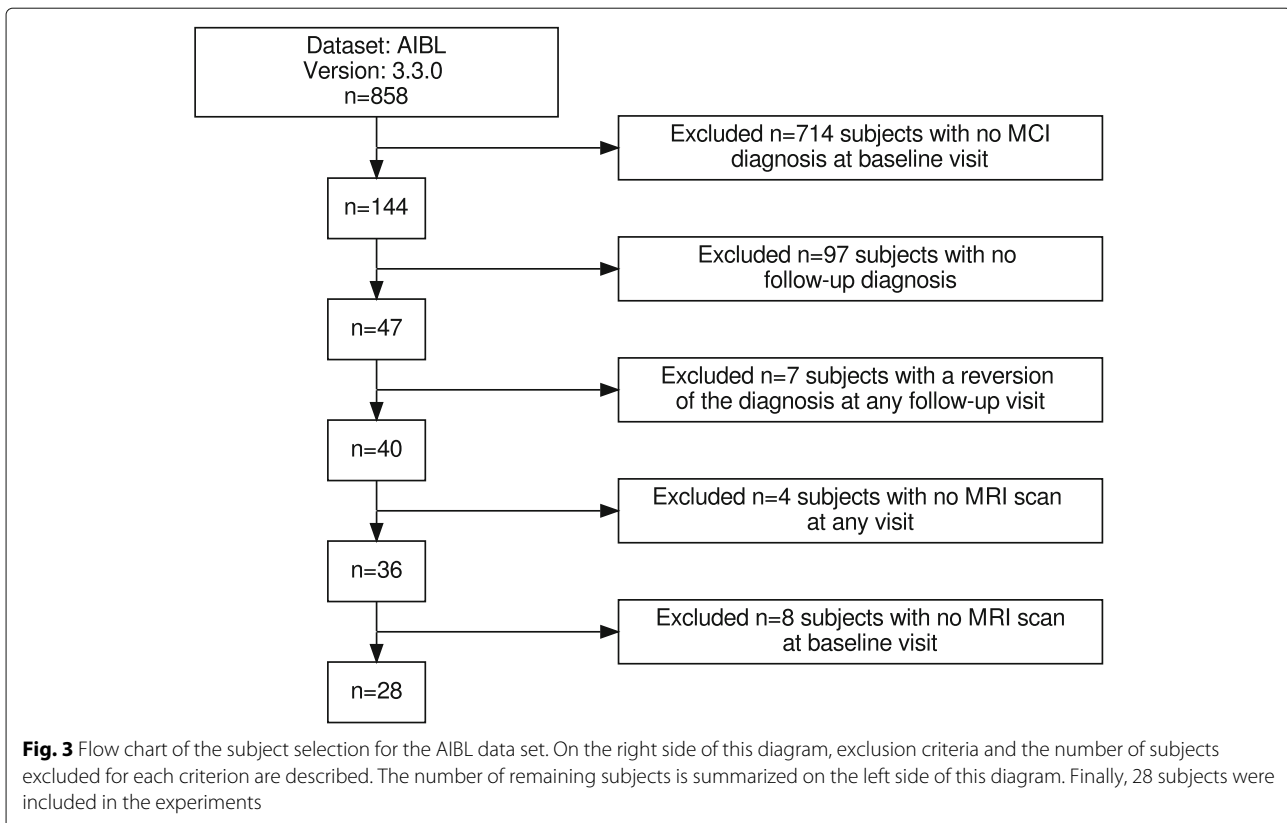 Dataset: AIBL
Version: 3.3.0
n=858
Excluded n=714 subjects with no MCI
diagnosis at baseline visit
n=144
Excluded n=97 subjects with no
follow-up diagnosis
n=47
Excluded n=7 subjects with a reversion
of the diagnosis at any follow-up visit
n=40
Excluded n=4 subjects with no MRI scan
at any visit
n=36
Excluded n=8 subjects with no MRI scan
at baseline visit
n=28
Fig. 3 Flow chart of the subject selection for the AIBL data set. On the right side of this diagram, exclusion criteria and the number of subjects
excluded for each criterion are described. The number of remaining subjects is summarized on the left side of this diagram. Finally, 28 subjects were
included in the experiments